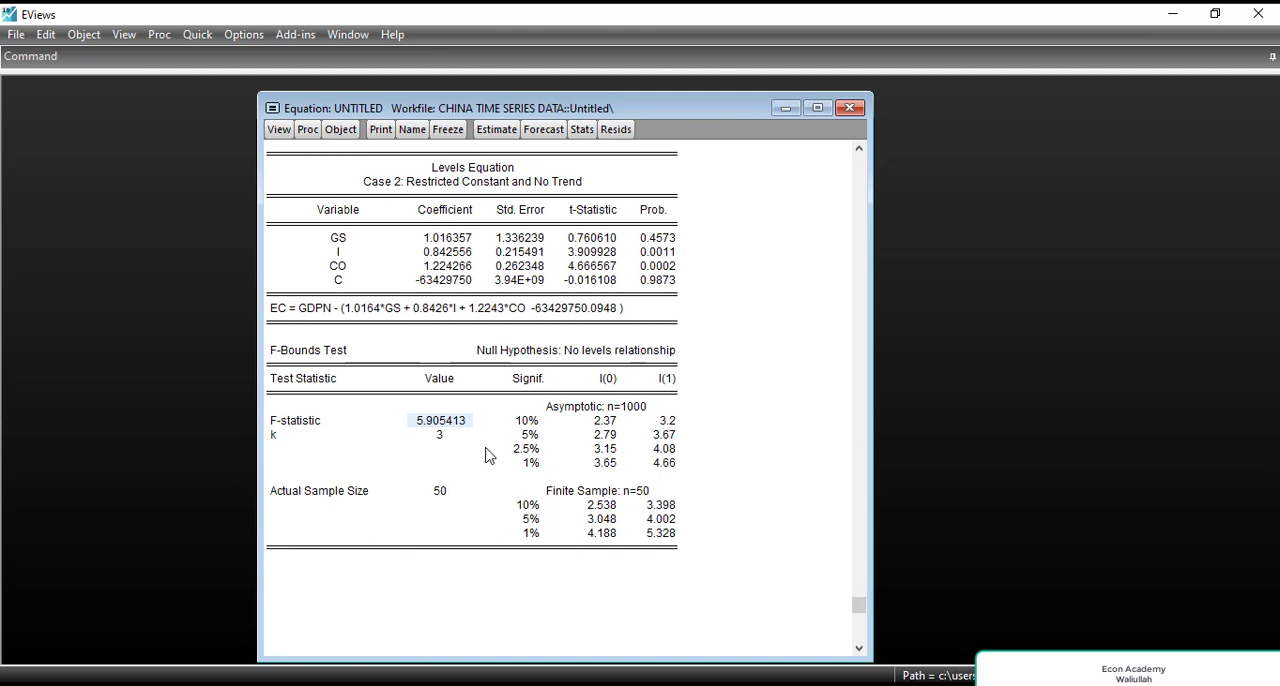 EViews
File Edit Object View Proc Quick Options Add-ins Window Help
Command
Equation: UNTITLED Workfile: CHINA TIME SERIES DATA::Untitled\
View Proc Object Print Name Freeze Estimate Forecast Stats Resids
Levels Equation
Case 2: Restricted Constant and No Trend
Variable Coefficient Std. Error t-Statistic Prob.
GS 1.016357 1.336239 0.760610 0.4573
I 0.842556 0.215491 3.909928 0.0011
CO 1.224266 0.262348 4.666567 0.0002
C -63429750 3.94E+09 -0.016108 0.9873
EC = GDPN - (1.0164*GS + 0.8426*I + 1.2243*CO -63429750.0948 )
F-Bounds Test Null Hypothesis: No levels relationship
Test Statistic Value Signif. I(0) I(1)
Asymptotic: n=1000
F-statistic 5.905413 10% 2.37 3.2
k 3 5% 2.79 3.67
2.5% 3.15 4.08
1% 3.65 4.66
Actual Sample Size 50 Finite Sample: n=50
10% 2.538 3.398
5% 3.048 4.002
1% 4.188 5.328
Path = c:\users
Econ Academy
Waliullah